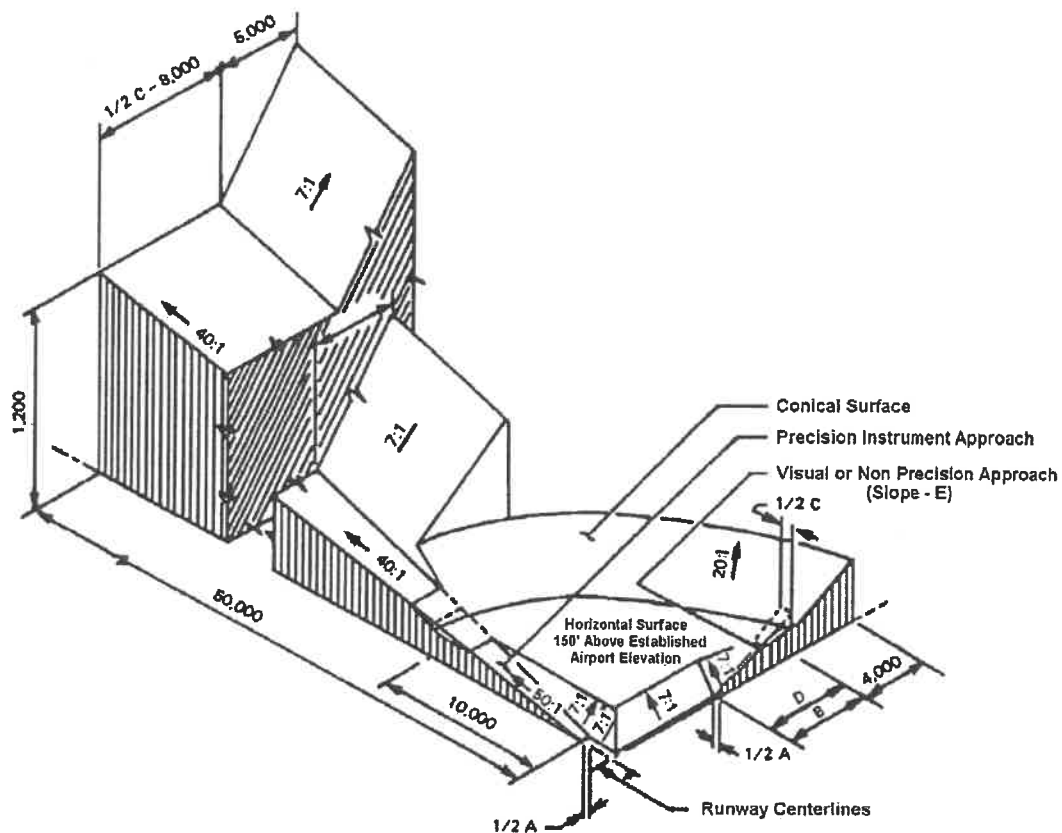 5,000
1/2 C - 8,000
7:1
40:1
1,200
7:1
Conical Surface
Precision Instrument Approach
Visual or Non Precision Approach
(Slope - E)
1/2 C
20:1
40:1
50,000
Horizontal Surface
150' Above Established
Airport Elevation
7:1
50:1
7:1
7:1
7:1
4,000
D
B
10,000
1/2 A
Runway Centerlines
1/2 A